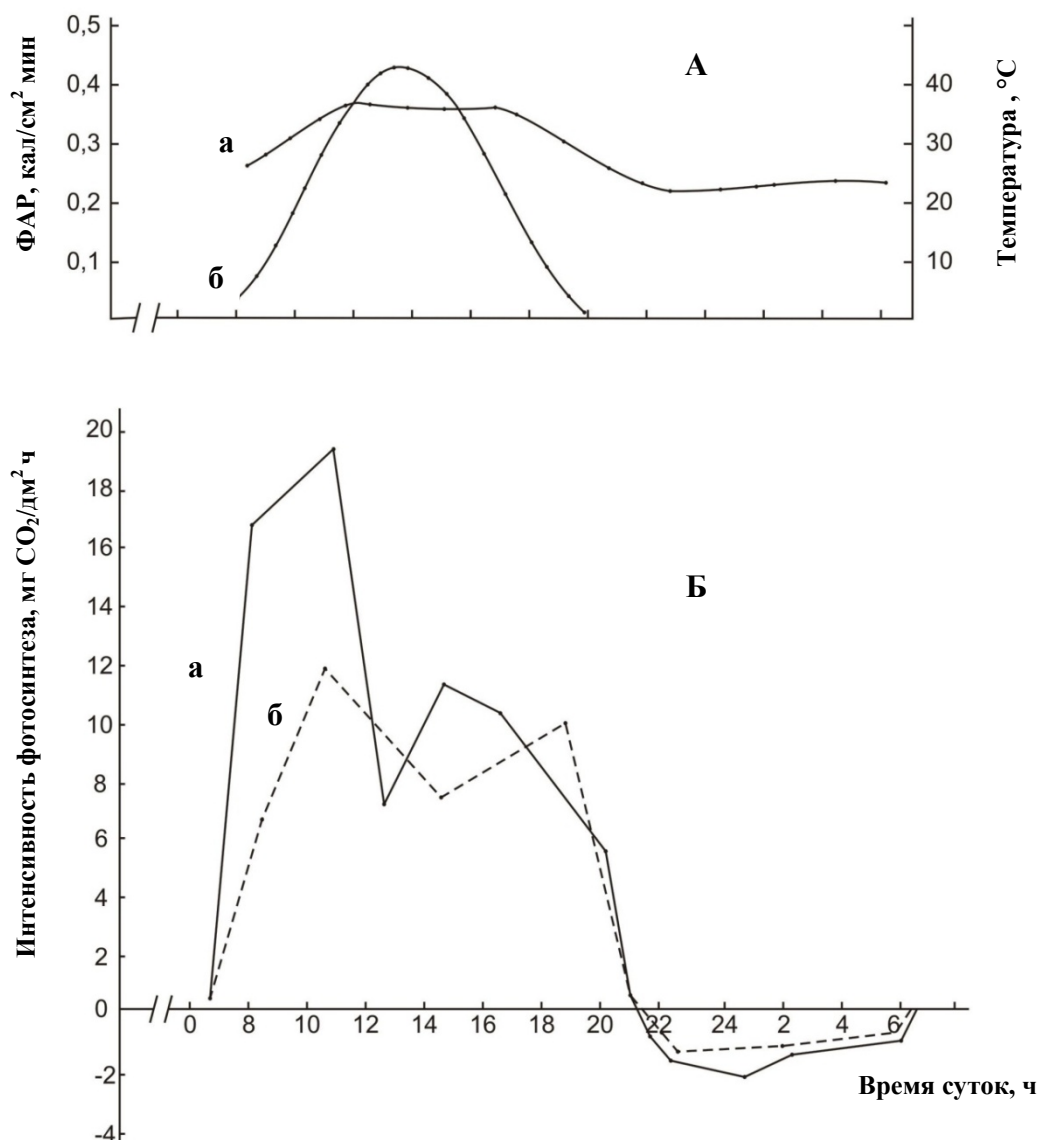 0,5
0,4
0,3
0,2
0,1
ФАР, кал/см² мин
А
а
б
40
30
20
10
Температура , °С
20
18
16
14
12
10
8
6
4
2
0
-2
-4
Интенсивность фотосинтеза, мг CO₂/дм² ч
Б
а
б
0 8 10 12 14 16 18 20 22 24 2 4 6
Время суток, ч